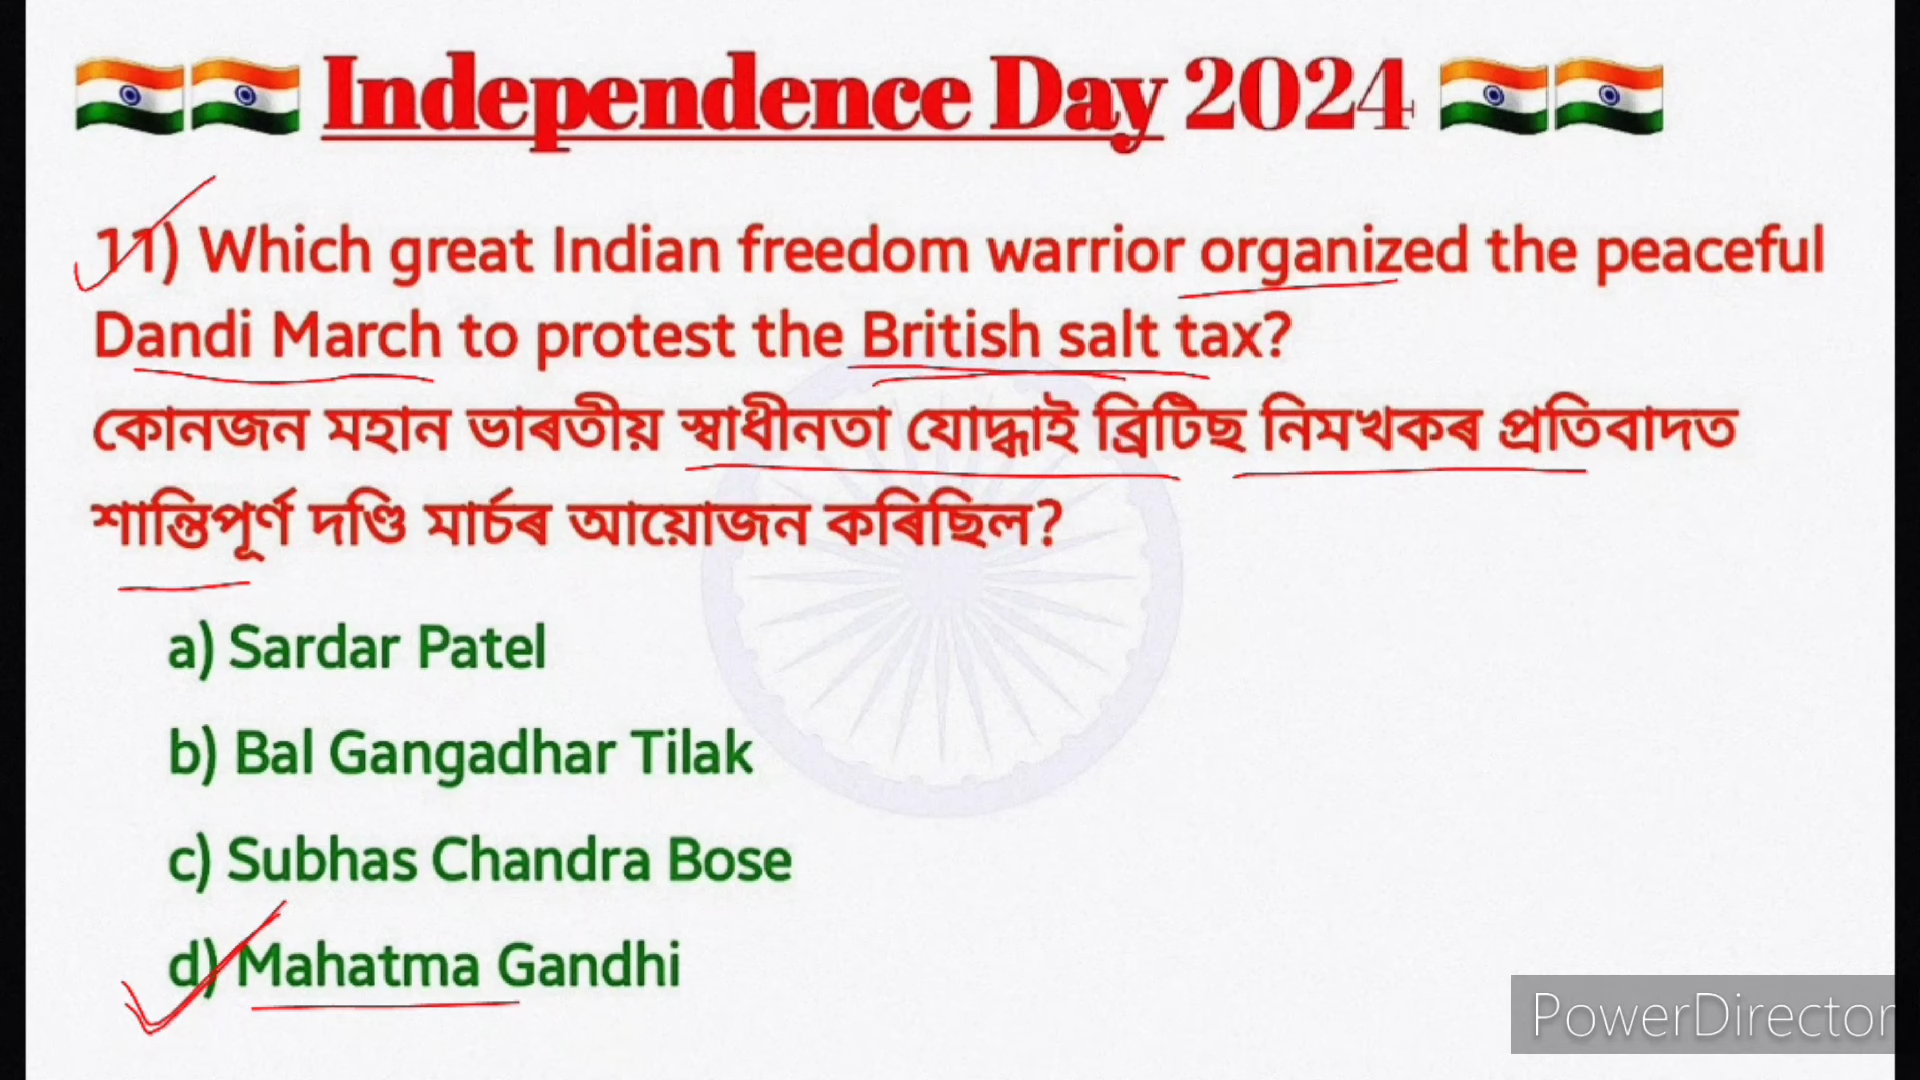 Independence Day 2024
11) Which great Indian freedom warrior organized the peaceful
Dandi March to protest the British salt tax?
কোনজন মহান ভাৰতীয় স্বাধীনতা যোদ্ধাই ব্ৰিটিছ নিমখকৰ প্ৰতিবাদত
শান্তিপূৰ্ণ দণ্ডি মাৰ্চৰ আয়োজন কৰিছিল?
a) Sardar Patel
b) Bal Gangadhar Tilak
c) Subhas Chandra Bose
d) Mahatma Gandhi
PowerDirector